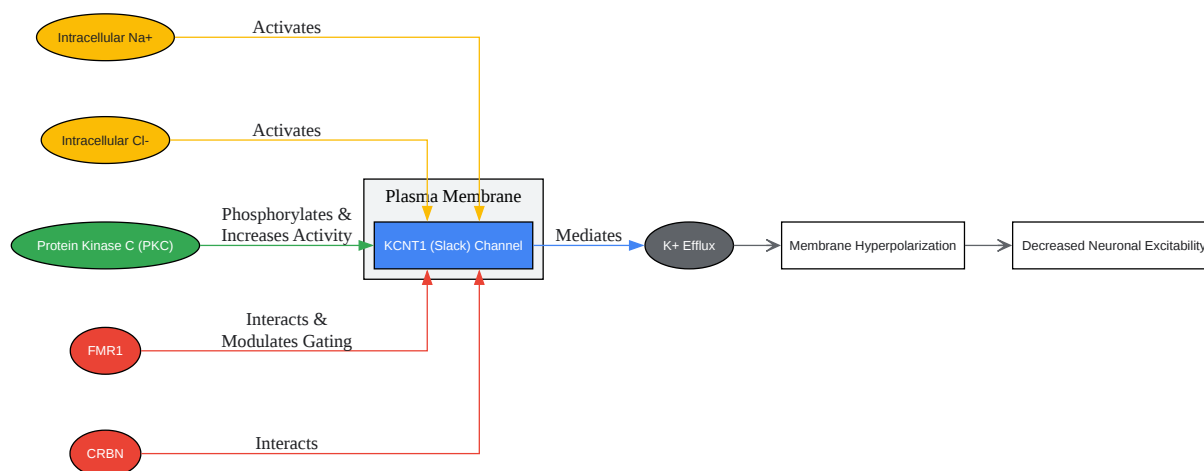 Intracellular Na+
Activates
Intracellular Cl-
Activates
Plasma Membrane
Protein Kinase C (PKC)
Phosphorylates &
Increases Activity
KCNT1 (Slack) Channel
Mediates
K+ Efflux
Membrane Hyperpolarization
Decreased Neuronal Excitability
FMR1
Interacts &
Modulates Gating
CRBN
Interacts